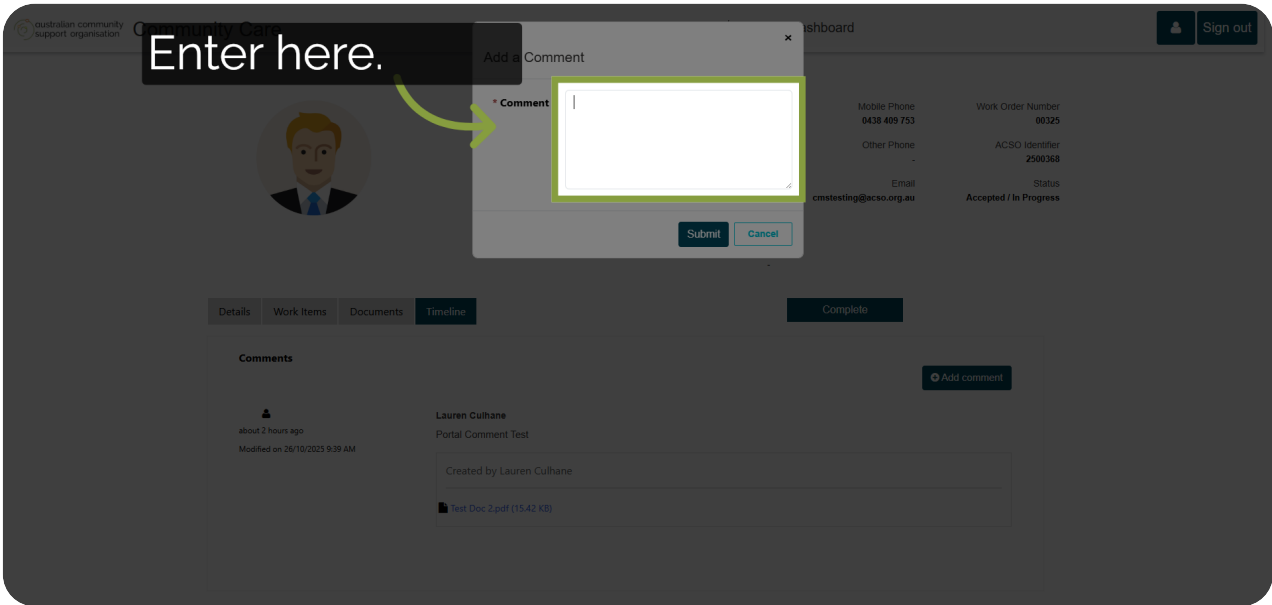 australian community
support organisation
Community Care
Enter here.
ashboard
Sign out
×
Add a Comment
* Comment
Mobile Phone
0438 409 753
Work Order Number
00325
Other Phone
-
ACSO Identifier
2500368
Email
cmstesting@acso.org.au
Status
Accepted / In Progress
Submit
Cancel
-
Details
Work Items
Documents
Timeline
Complete
Comments
Add comment
about 2 hours ago
Modified on 26/10/2025 9:39 AM
Lauren Culhane
Portal Comment Test
Created by Lauren Culhane
Test Doc 2.pdf (15.42 KB)